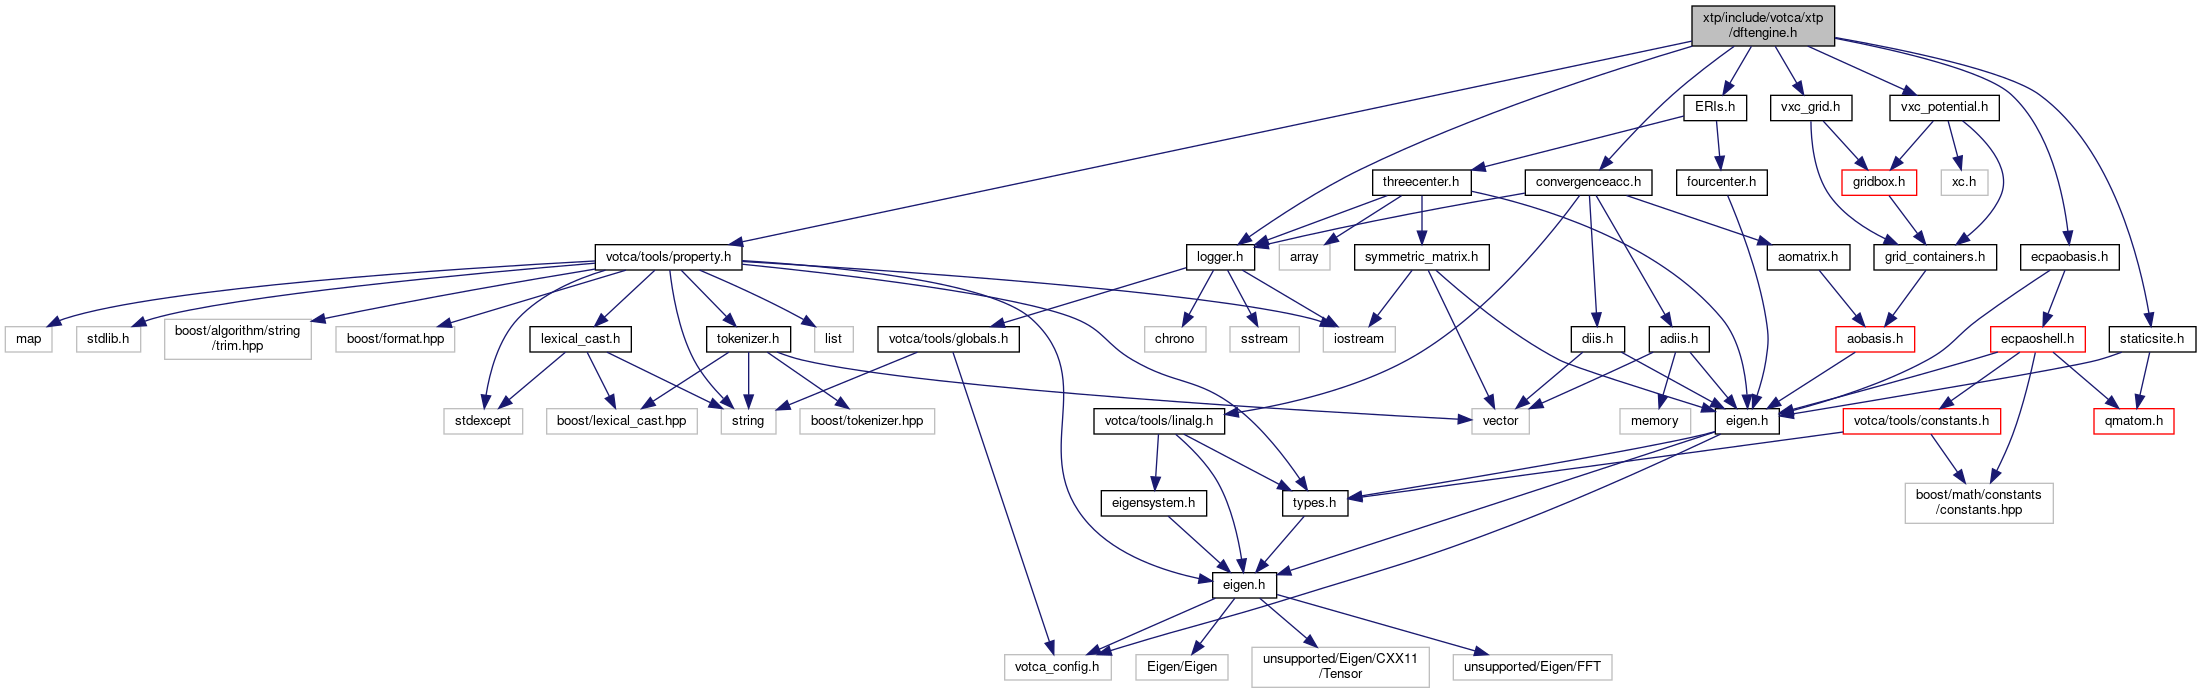 xtp/include/votca/xtp
/dftengine.h
ERIs.h
vxc_grid.h
vxc_potential.h
threecenter.h
convergenceacc.h
fourcenter.h
gridbox.h
xc.h
votca/tools/property.h
logger.h
array
symmetric_matrix.h
aomatrix.h
grid_containers.h
ecpaobasis.h
map
stdlib.h
boost/algorithm/string
/trim.hpp
boost/format.hpp
lexical_cast.h
tokenizer.h
list
votca/tools/globals.h
chrono
sstream
iostream
diis.h
adiis.h
aobasis.h
ecpaoshell.h
staticsite.h
stdexcept
boost/lexical_cast.hpp
string
boost/tokenizer.hpp
votca/tools/linalg.h
vector
memory
eigen.h
votca/tools/constants.h
qmatom.h
eigensystem.h
types.h
boost/math/constants
/constants.hpp
eigen.h
votca_config.h
Eigen/Eigen
unsupported/Eigen/CXX11
/Tensor
unsupported/Eigen/FFT